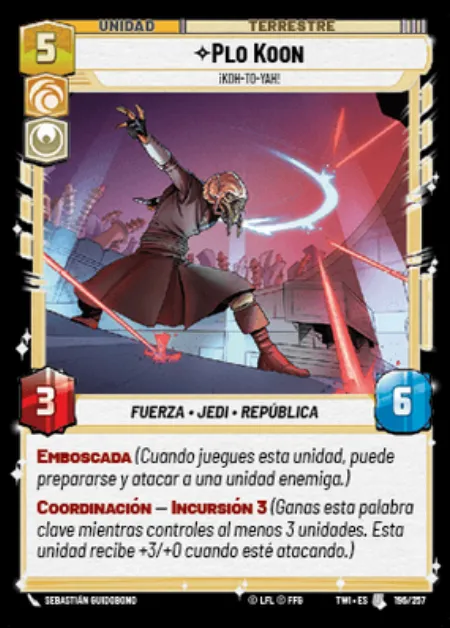 UNIDAD
TERRESTRE
5
PLO KOON
¡KOH-TO-YAH!
3
FUERZA • JEDI • REPÚBLICA
6
EMBOSCADA (Cuando juegues esta unidad, puede
prepararse y atacar a una unidad enemiga.)
COORDINACIÓN — INCURSIÓN 3 (Ganas esta palabra
clave mientras controles al menos 3 unidades. Esta
unidad recibe +3/+0 cuando esté atacando.)
SEBASTIÁN GUIDOBONO
© LFL ℗ FFG
TWI • ES
196/257